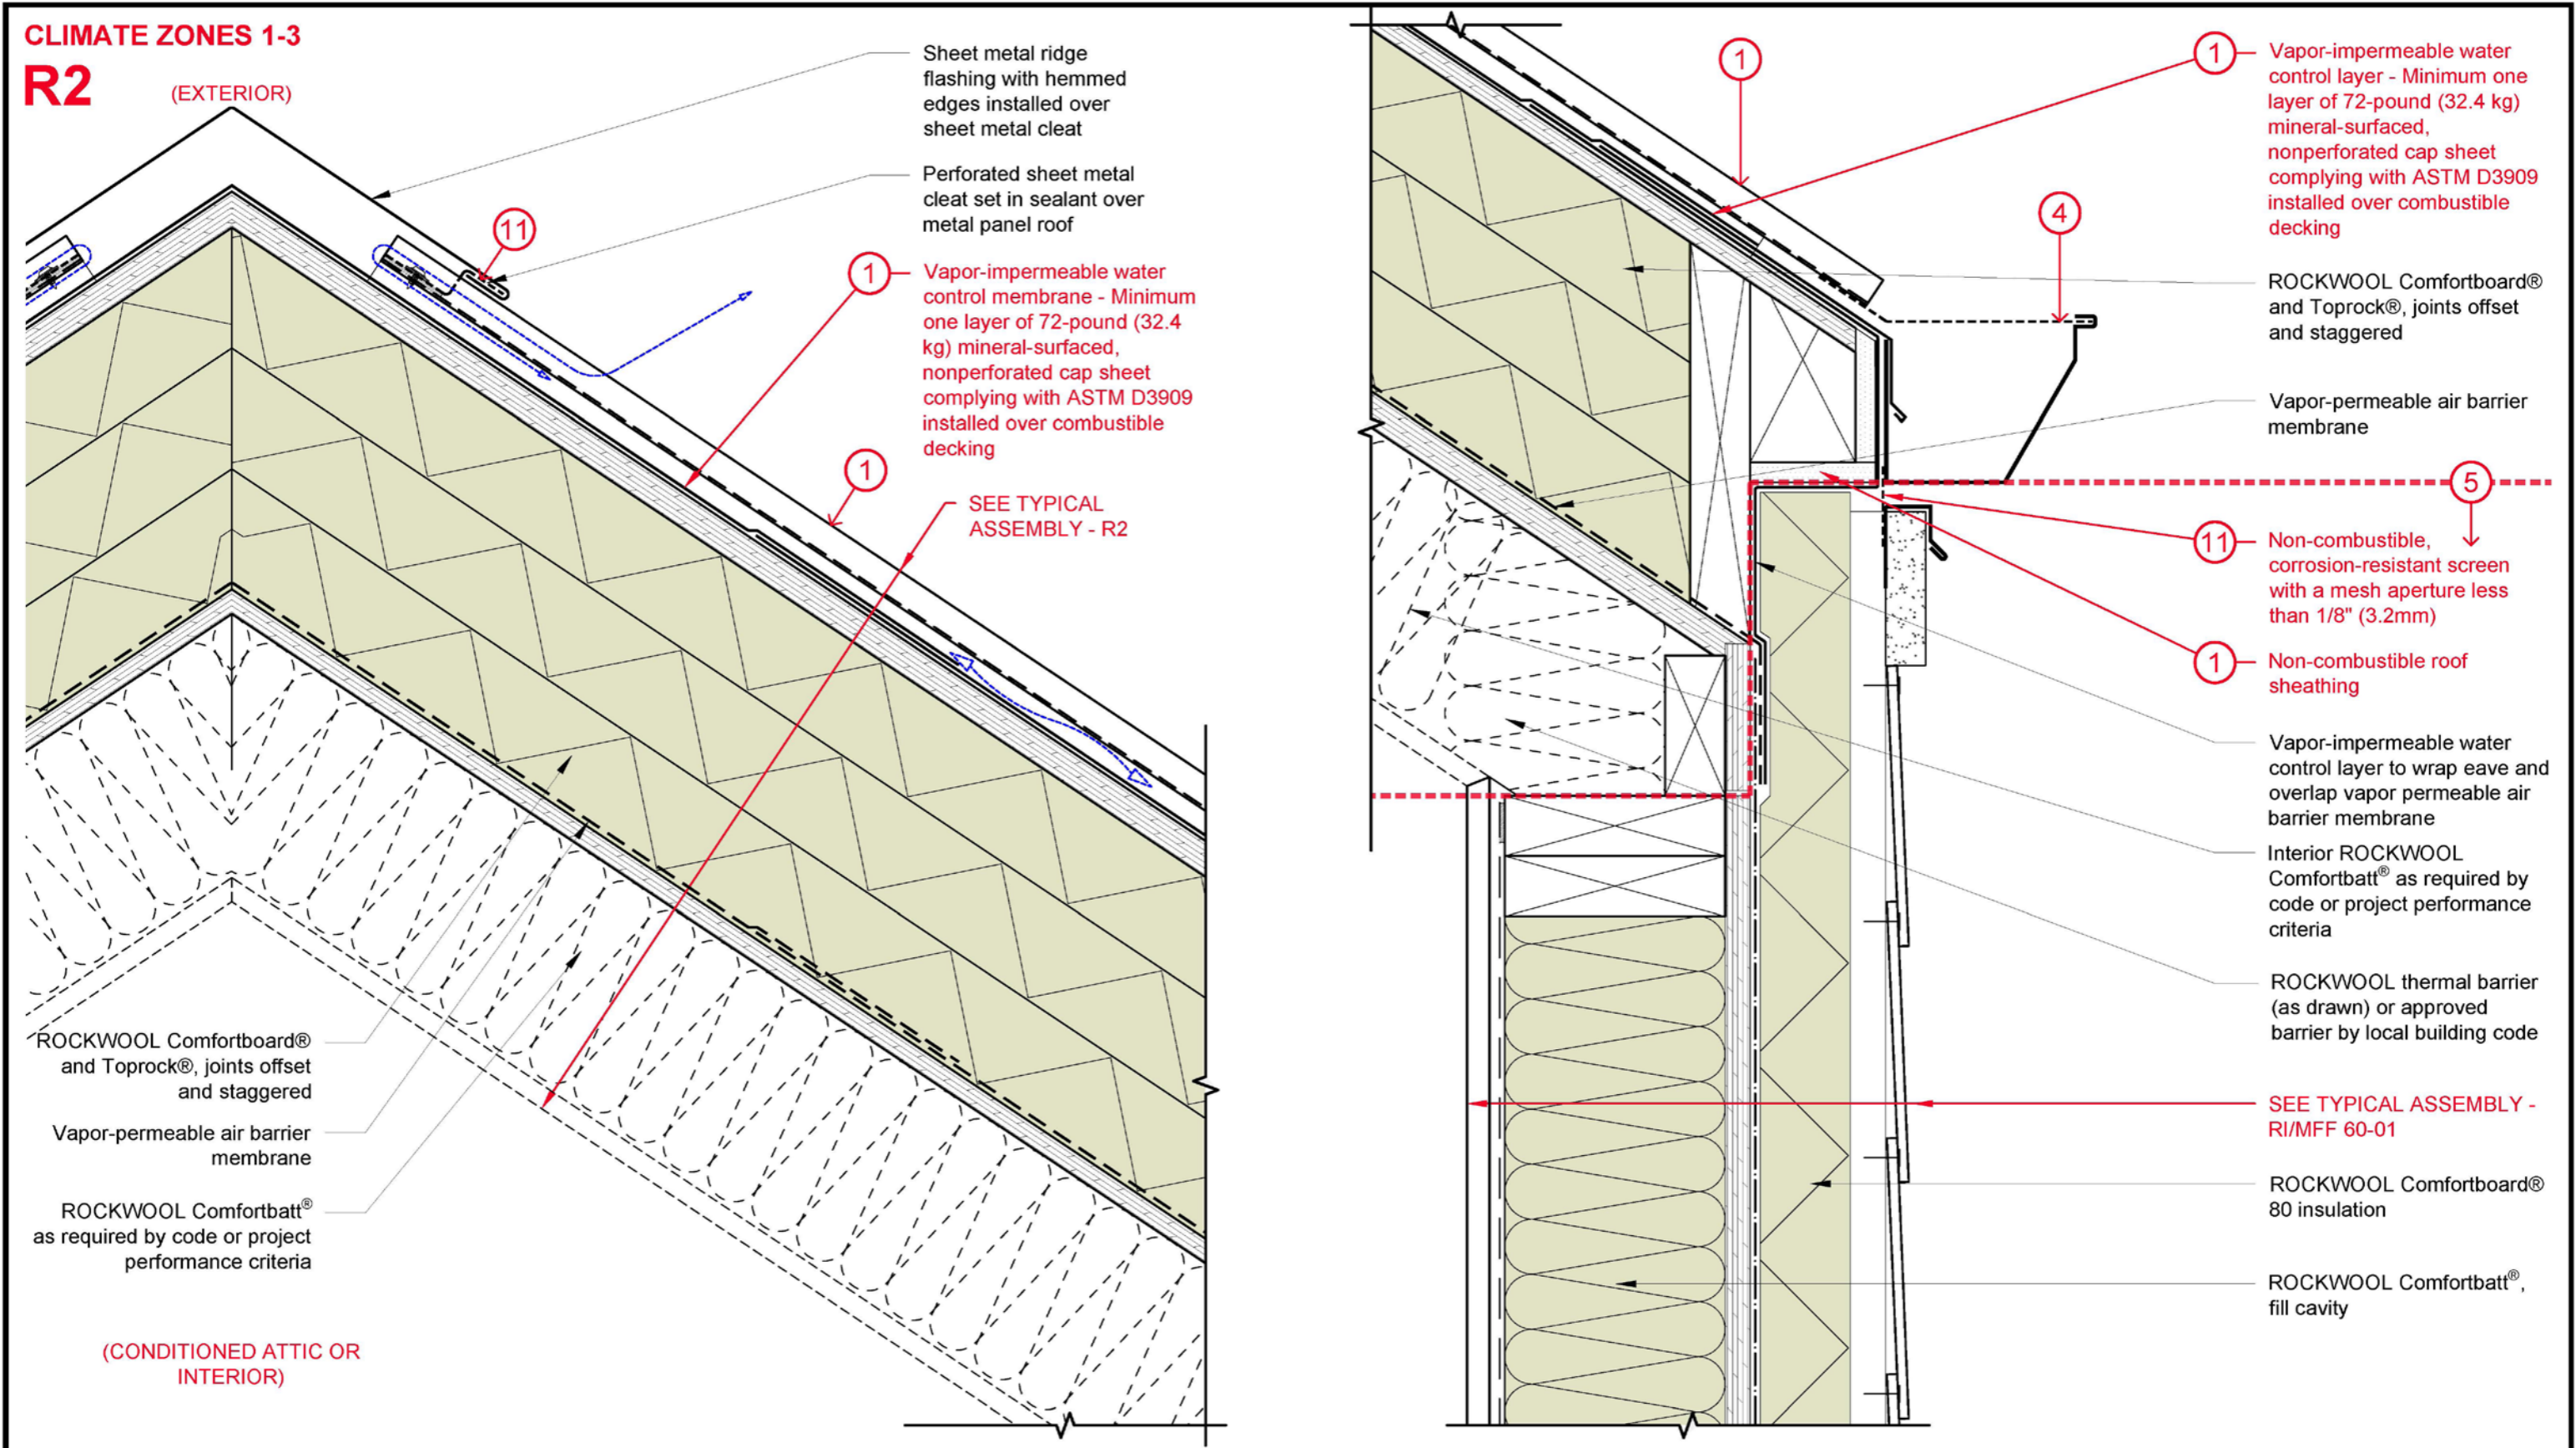 CLIMATE ZONES 1-3
R2
(EXTERIOR)
Sheet metal ridge
flashing with hemmed
edges installed over
sheet metal cleat
Perforated sheet metal
cleat set in sealant over
metal panel roof
11
1
Vapor-impermeable water
control membrane - Minimum
one layer of 72-pound (32.4
kg) mineral-surfaced,
nonperforated cap sheet
complying with ASTM D3909
installed over combustible
decking
1
SEE TYPICAL
ASSEMBLY - R2
ROCKWOOL Comfortboard®
and Toprock®, joints offset
and staggered
Vapor-permeable air barrier
membrane
ROCKWOOL Comfortbatt®
as required by code or project
performance criteria
(CONDITIONED ATTIC OR
INTERIOR)
1
1
Vapor-impermeable water
control layer - Minimum one
layer of 72-pound (32.4 kg)
mineral-surfaced,
nonperforated cap sheet
complying with ASTM D3909
installed over combustible
decking
4
ROCKWOOL Comfortboard®
and Toprock®, joints offset
and staggered
Vapor-permeable air barrier
membrane
5
11
Non-combustible,
corrosion-resistant screen
with a mesh aperture less
than 1/8" (3.2mm)
1
Non-combustible roof
sheathing
Vapor-impermeable water
control layer to wrap eave and
overlap vapor permeable air
barrier membrane
Interior ROCKWOOL
Comfortbatt® as required by
code or project performance
criteria
ROCKWOOL thermal barrier
(as drawn) or approved
barrier by local building code
SEE TYPICAL ASSEMBLY -
RI/MFF 60-01
ROCKWOOL Comfortboard®
80 insulation
ROCKWOOL Comfortbatt®,
fill cavity